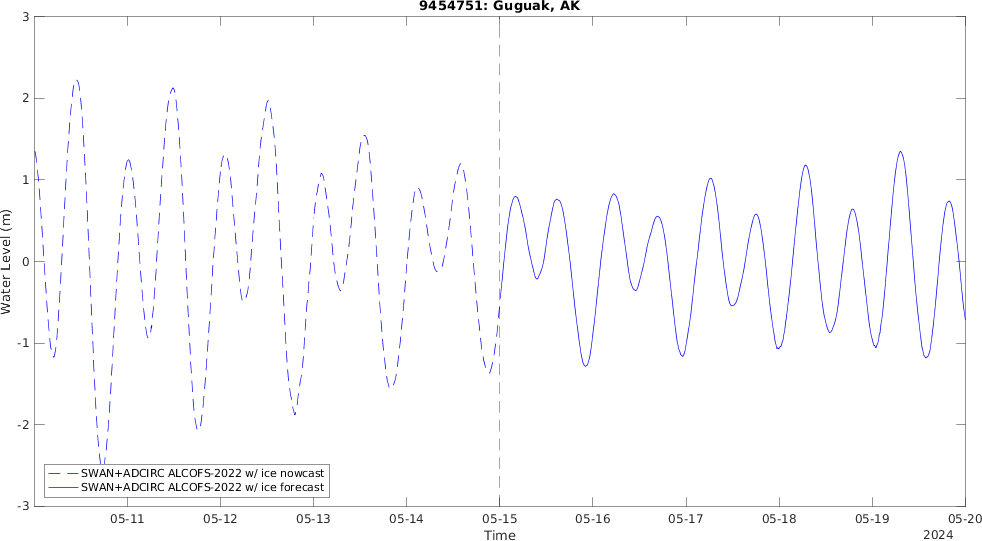 9454751: Guguak, AK
Water Level (m)
3
2
1
0
-1
-2
-3
SWAN+ADCIRC ALCOFS-2022 w/ ice nowcast
SWAN+ADCIRC ALCOFS-2022 w/ ice forecast
05-11 05-12 05-13 05-14 05-15 05-16 05-17 05-18 05-19 05-20
Time
2024